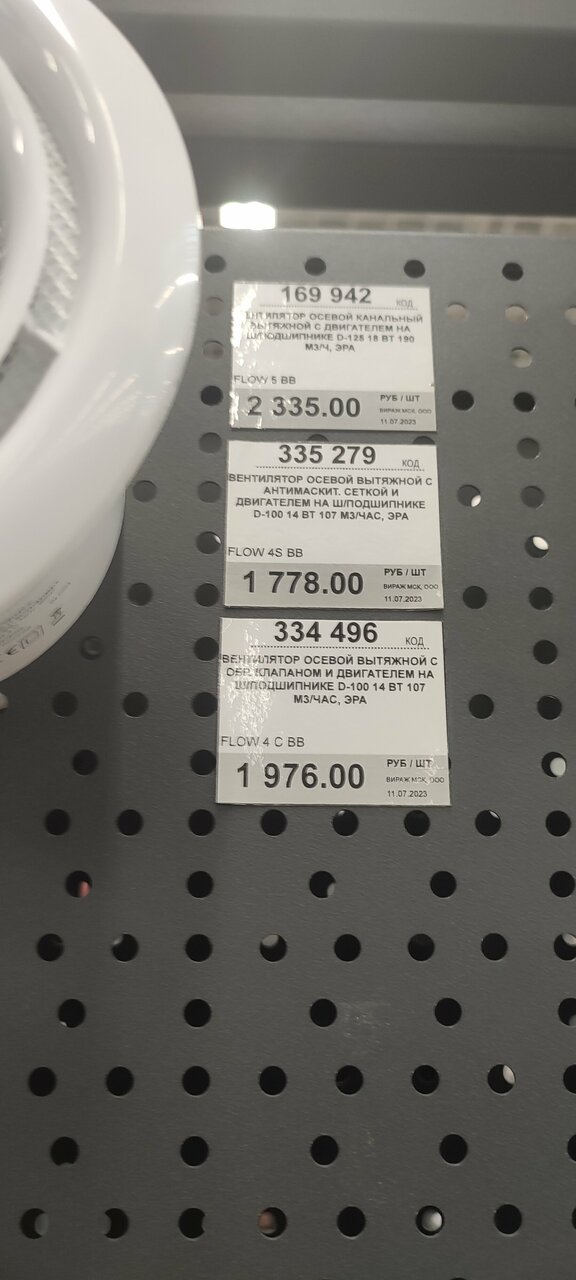 169 942 КОД
ВЕНТИЛЯТОР ОСЕВОЙ КАНАЛЬНЫЙ
ВЫТЯЖНОЙ С ДВИГАТЕЛЕМ НА
Ш/ПОДШИПНИКЕ D-125 18 ВТ 190
М3/Ч, ЭРА
FLOW 5 BB
2 335.00 РУБ / ШТ
ВИРАЖ МСК, ООО
11.07.2023
335 279 КОД
ВЕНТИЛЯТОР ОСЕВОЙ ВЫТЯЖНОЙ С
АНТИМАСКИТ. СЕТКОЙ И
ДВИГАТЕЛЕМ НА Ш/ПОДШИПНИКЕ
D-100 14 ВТ 107 М3/ЧАС, ЭРА
FLOW 4S BB
1 778.00 РУБ / ШТ
ВИРАЖ МСК, ООО
11.07.2023
334 496 КОД
ВЕНТИЛЯТОР ОСЕВОЙ ВЫТЯЖНОЙ С
ОБР. КЛАПАНОМ И ДВИГАТЕЛЕМ НА
Ш/ПОДШИПНИКЕ D-100 14 ВТ 107
М3/ЧАС, ЭРА
FLOW 4 C BB
1 976.00 РУБ / ШТ
ВИРАЖ МСК, ООО
11.07.2023